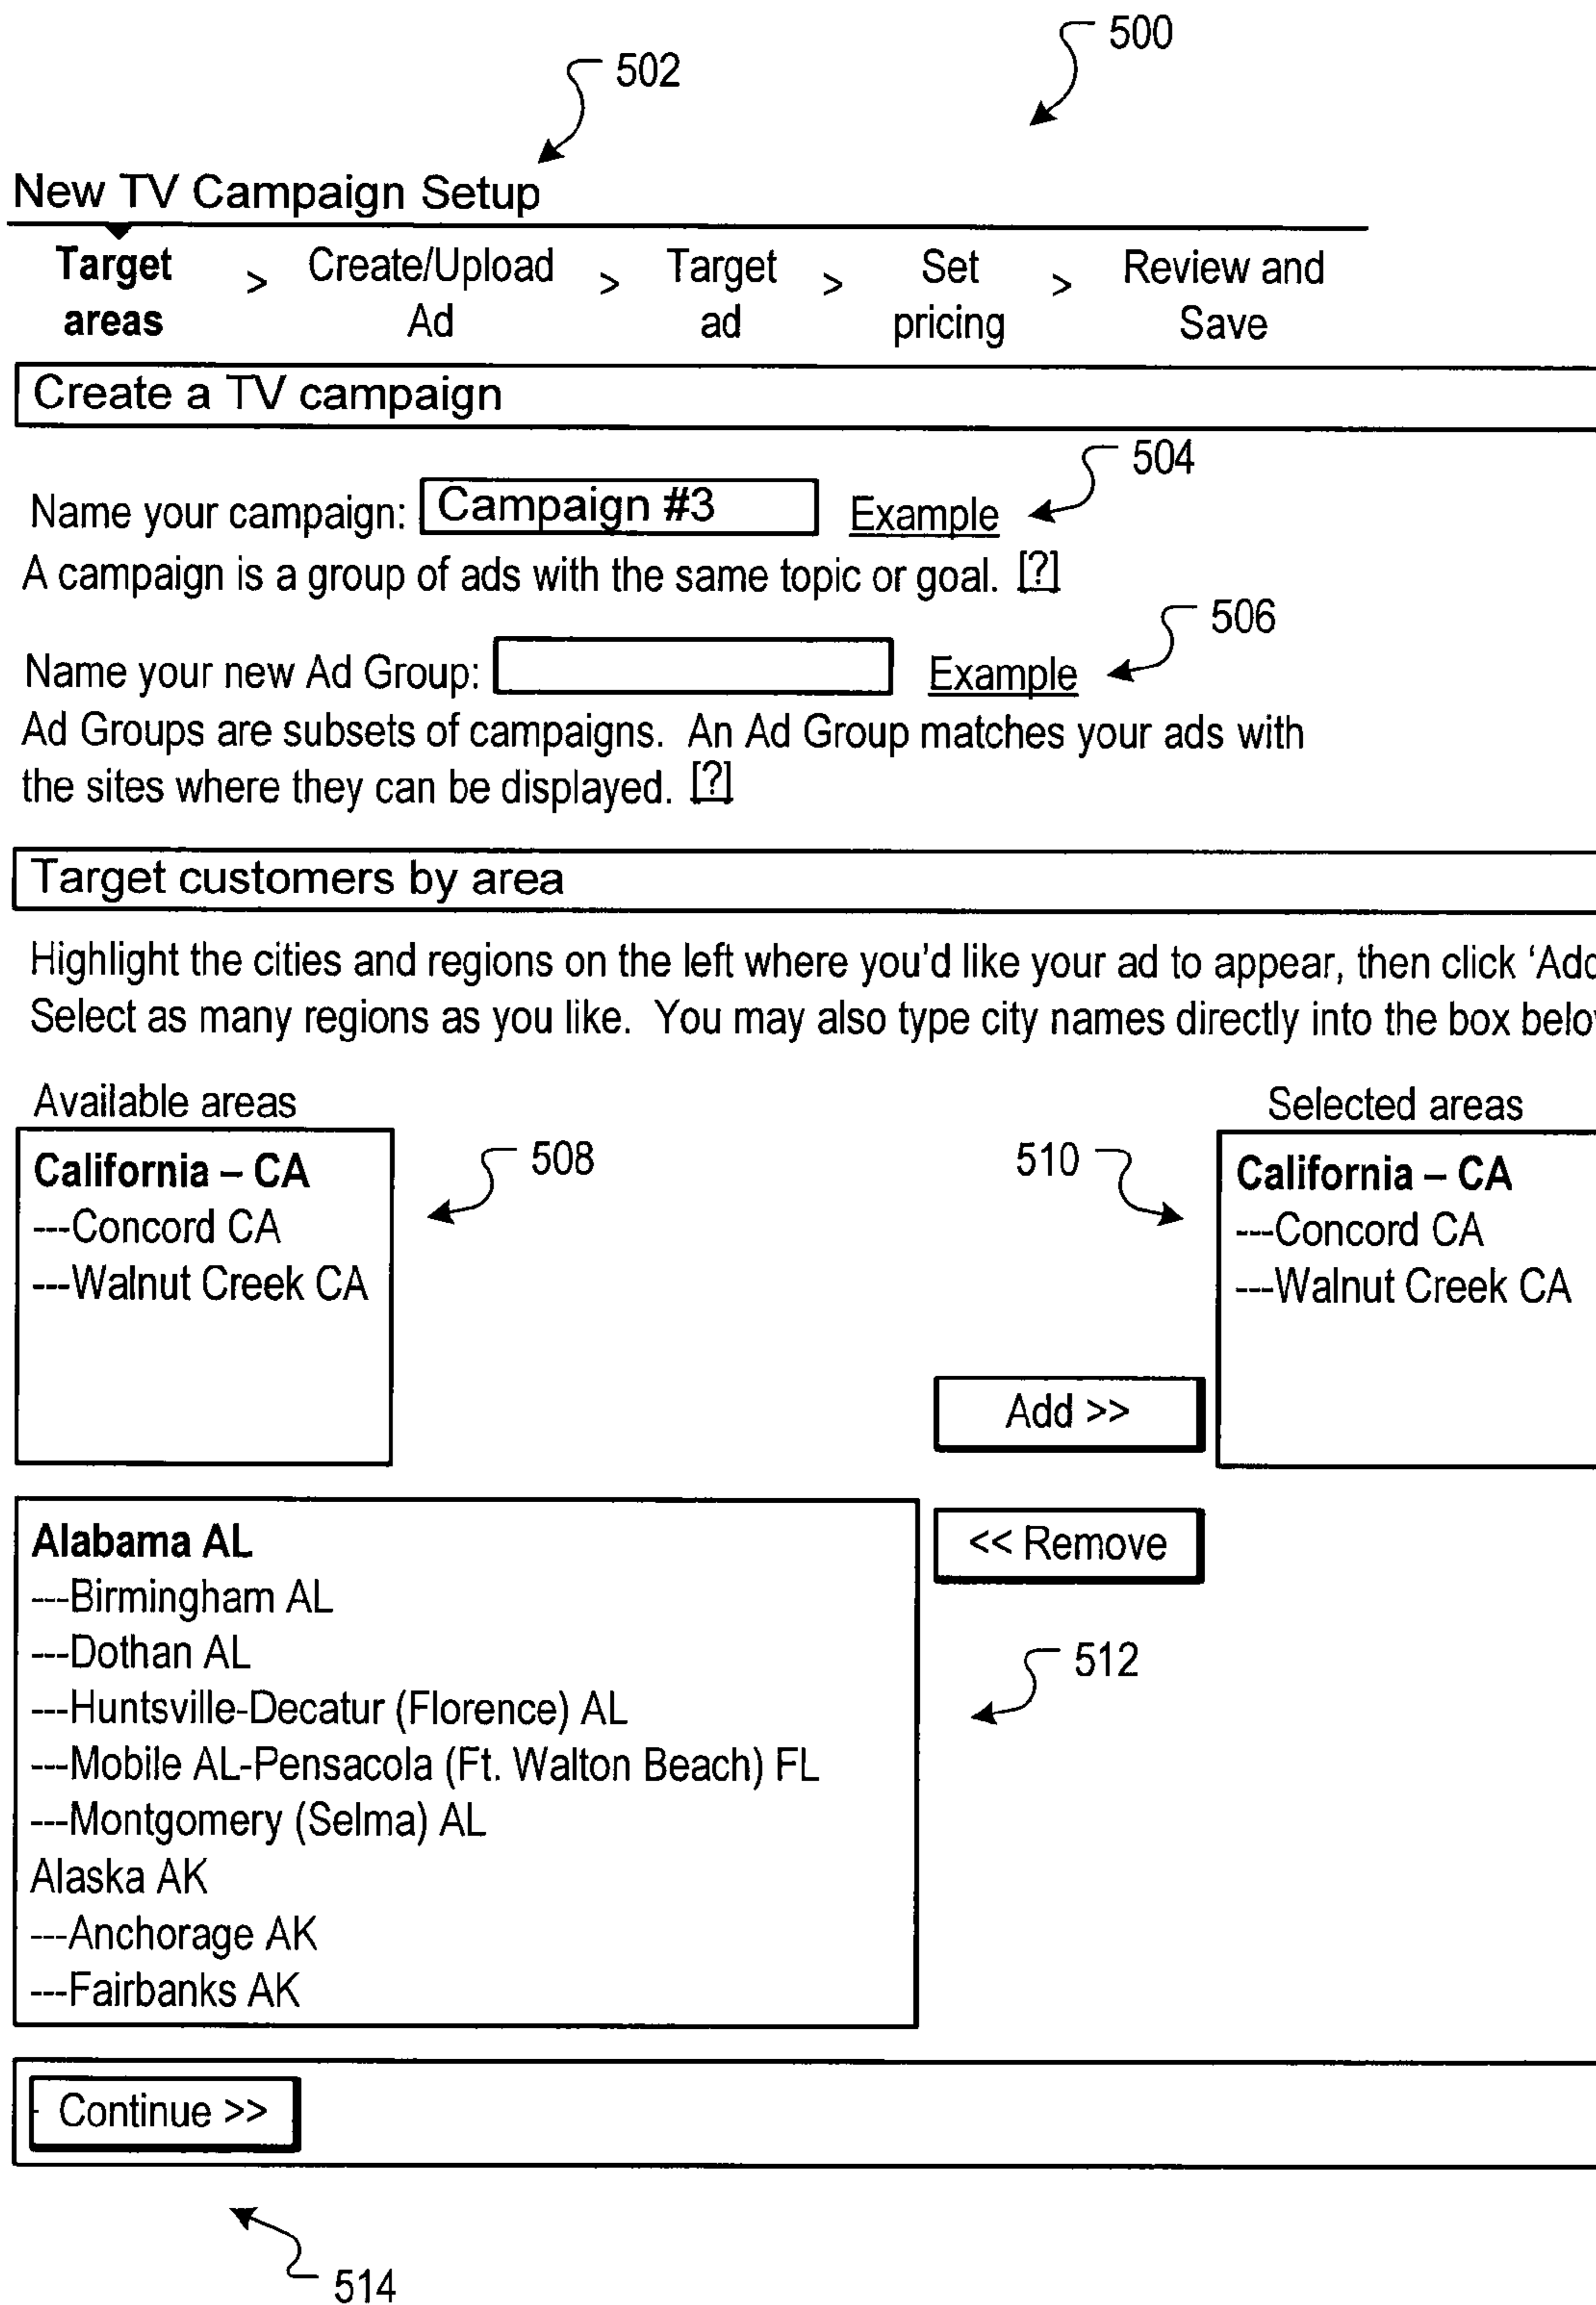 500
502
New TV Campaign Setup
Target areas > Create/Upload Ad > Target ad > Set pricing > Review and Save
Create a TV campaign
504
Name your campaign: Campaign #3 Example
A campaign is a group of ads with the same topic or goal. [?]
506
Name your new Ad Group: Example
Ad Groups are subsets of campaigns. An Ad Group matches your ads with
the sites where they can be displayed. [?]
Target customers by area
Highlight the cities and regions on the left where you'd like your ad to appear, then click 'Add
Select as many regions as you like. You may also type city names directly into the box
Available areas
California – CA
---Concord CA
---Walnut Creek CA
508
510
Selected areas
California – CA
---Concord CA
---Walnut Creek CA
Add >>
<< Remove
Alabama AL
---Birmingham AL
---Dothan AL
---Huntsville-Decatur (Florence) AL
---Mobile AL-Pensacola (Ft. Walton Beach) FL
---Montgomery (Selma) AL
Alaska AK
---Anchorage AK
---Fairbanks AK
512
Continue >>
514